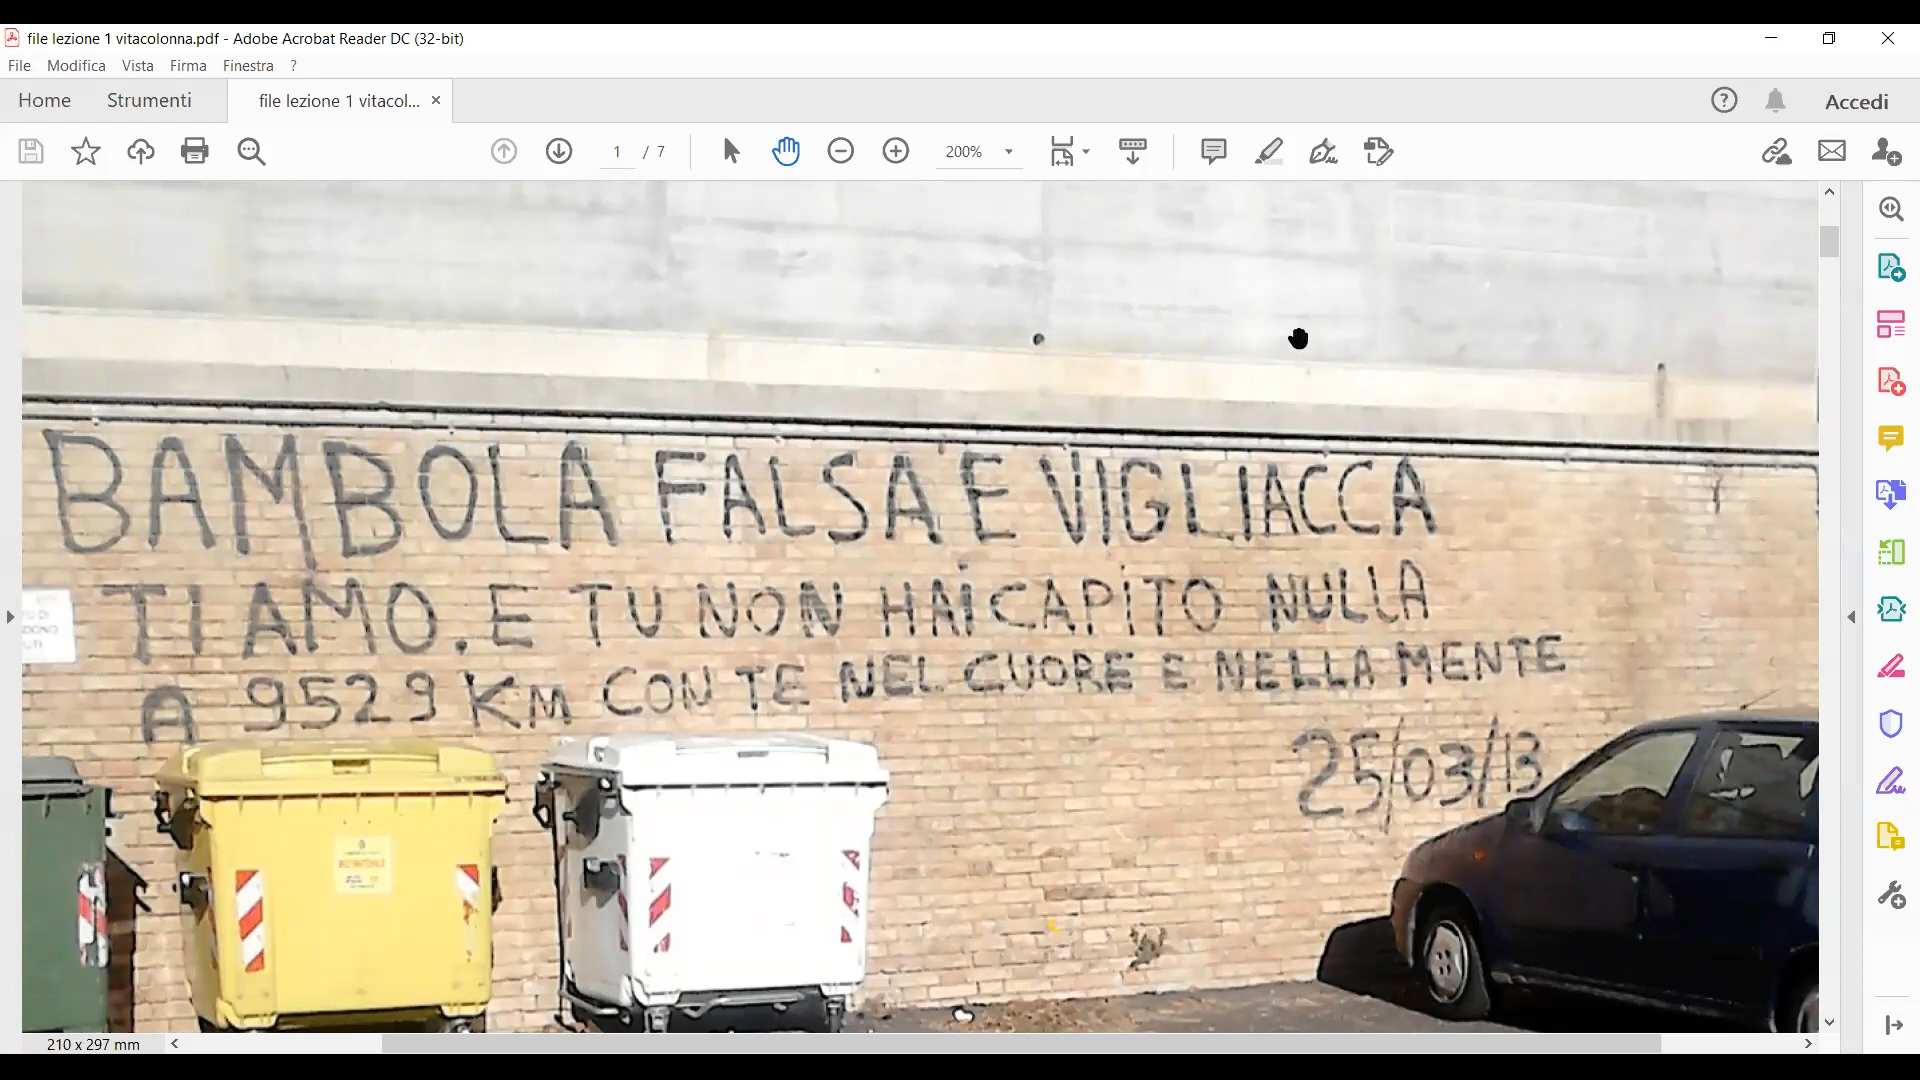 file lezione 1 vitacolonna.pdf - Adobe Acrobat Reader DC (32-bit)
File Modifica Vista Firma Finestra ?
Home Strumenti file lezione 1 vitacol... Accedi
1 / 7 200%
BAMBOLA FALSA E VIGLIACCA
TI AMO. E TU NON HAI CAPITO NULLA
A 9529 KM CON TE NEL CUORE E NELLA MENTE
25/03/13
210 x 297 mm